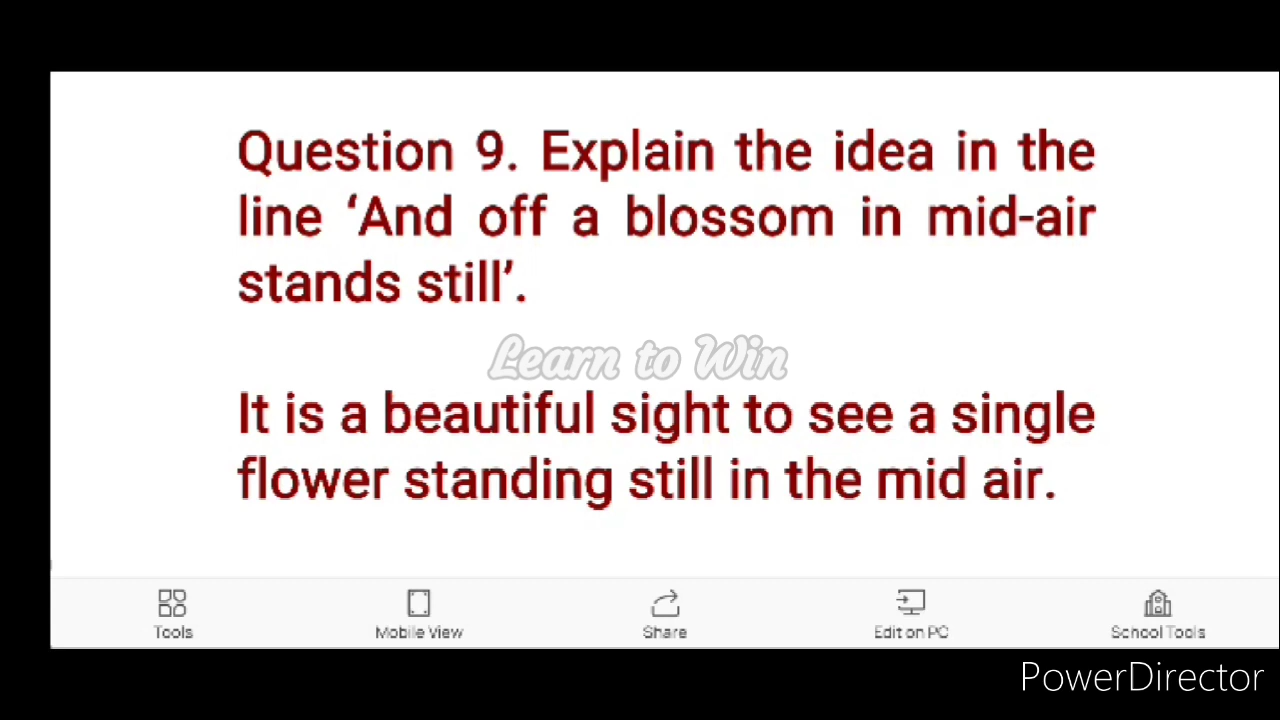 Question 9. Explain the idea in the
line ‘And off a blossom in mid-air
stands still’.
Learn to Win
It is a beautiful sight to see a single
flower standing still in the mid air.
Tools
Mobile View
Share
Edit on PC
School Tools
PowerDirector